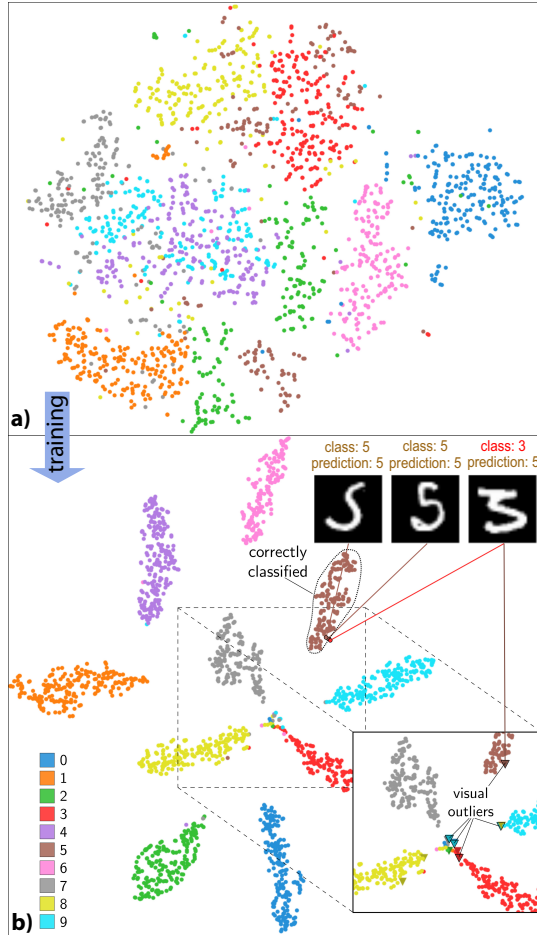 a)
training
class: 5
prediction: 5
class: 5
prediction: 5
class: 3
prediction: 5
correctly
classified
visual
outliers
0
1
2
3
4
5
6
7
8
9
b)